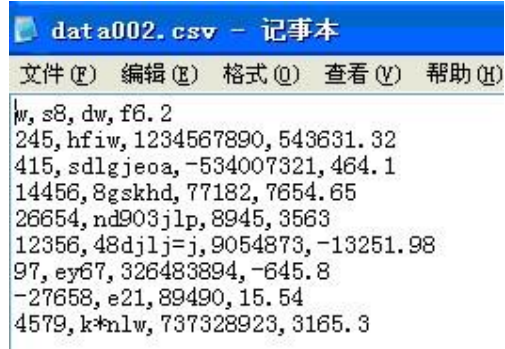 data002.csv - 记事本
文件(F) 编辑(E) 格式(O) 查看(V) 帮助(H)
w,s8,dw,f6.2
245,hfiw,1234567890,543631.32
415,sdlgjeoa,-534007321,464.1
14456,8gskhd,77182,7654.65
26654,nd903jlp,8945,3563
12356,48djlj=j,9054873,-13251.98
97,ey67,326483894,-645.8
-27658,e21,89490,15.54
4579,k*nlw,737328923,3165.3